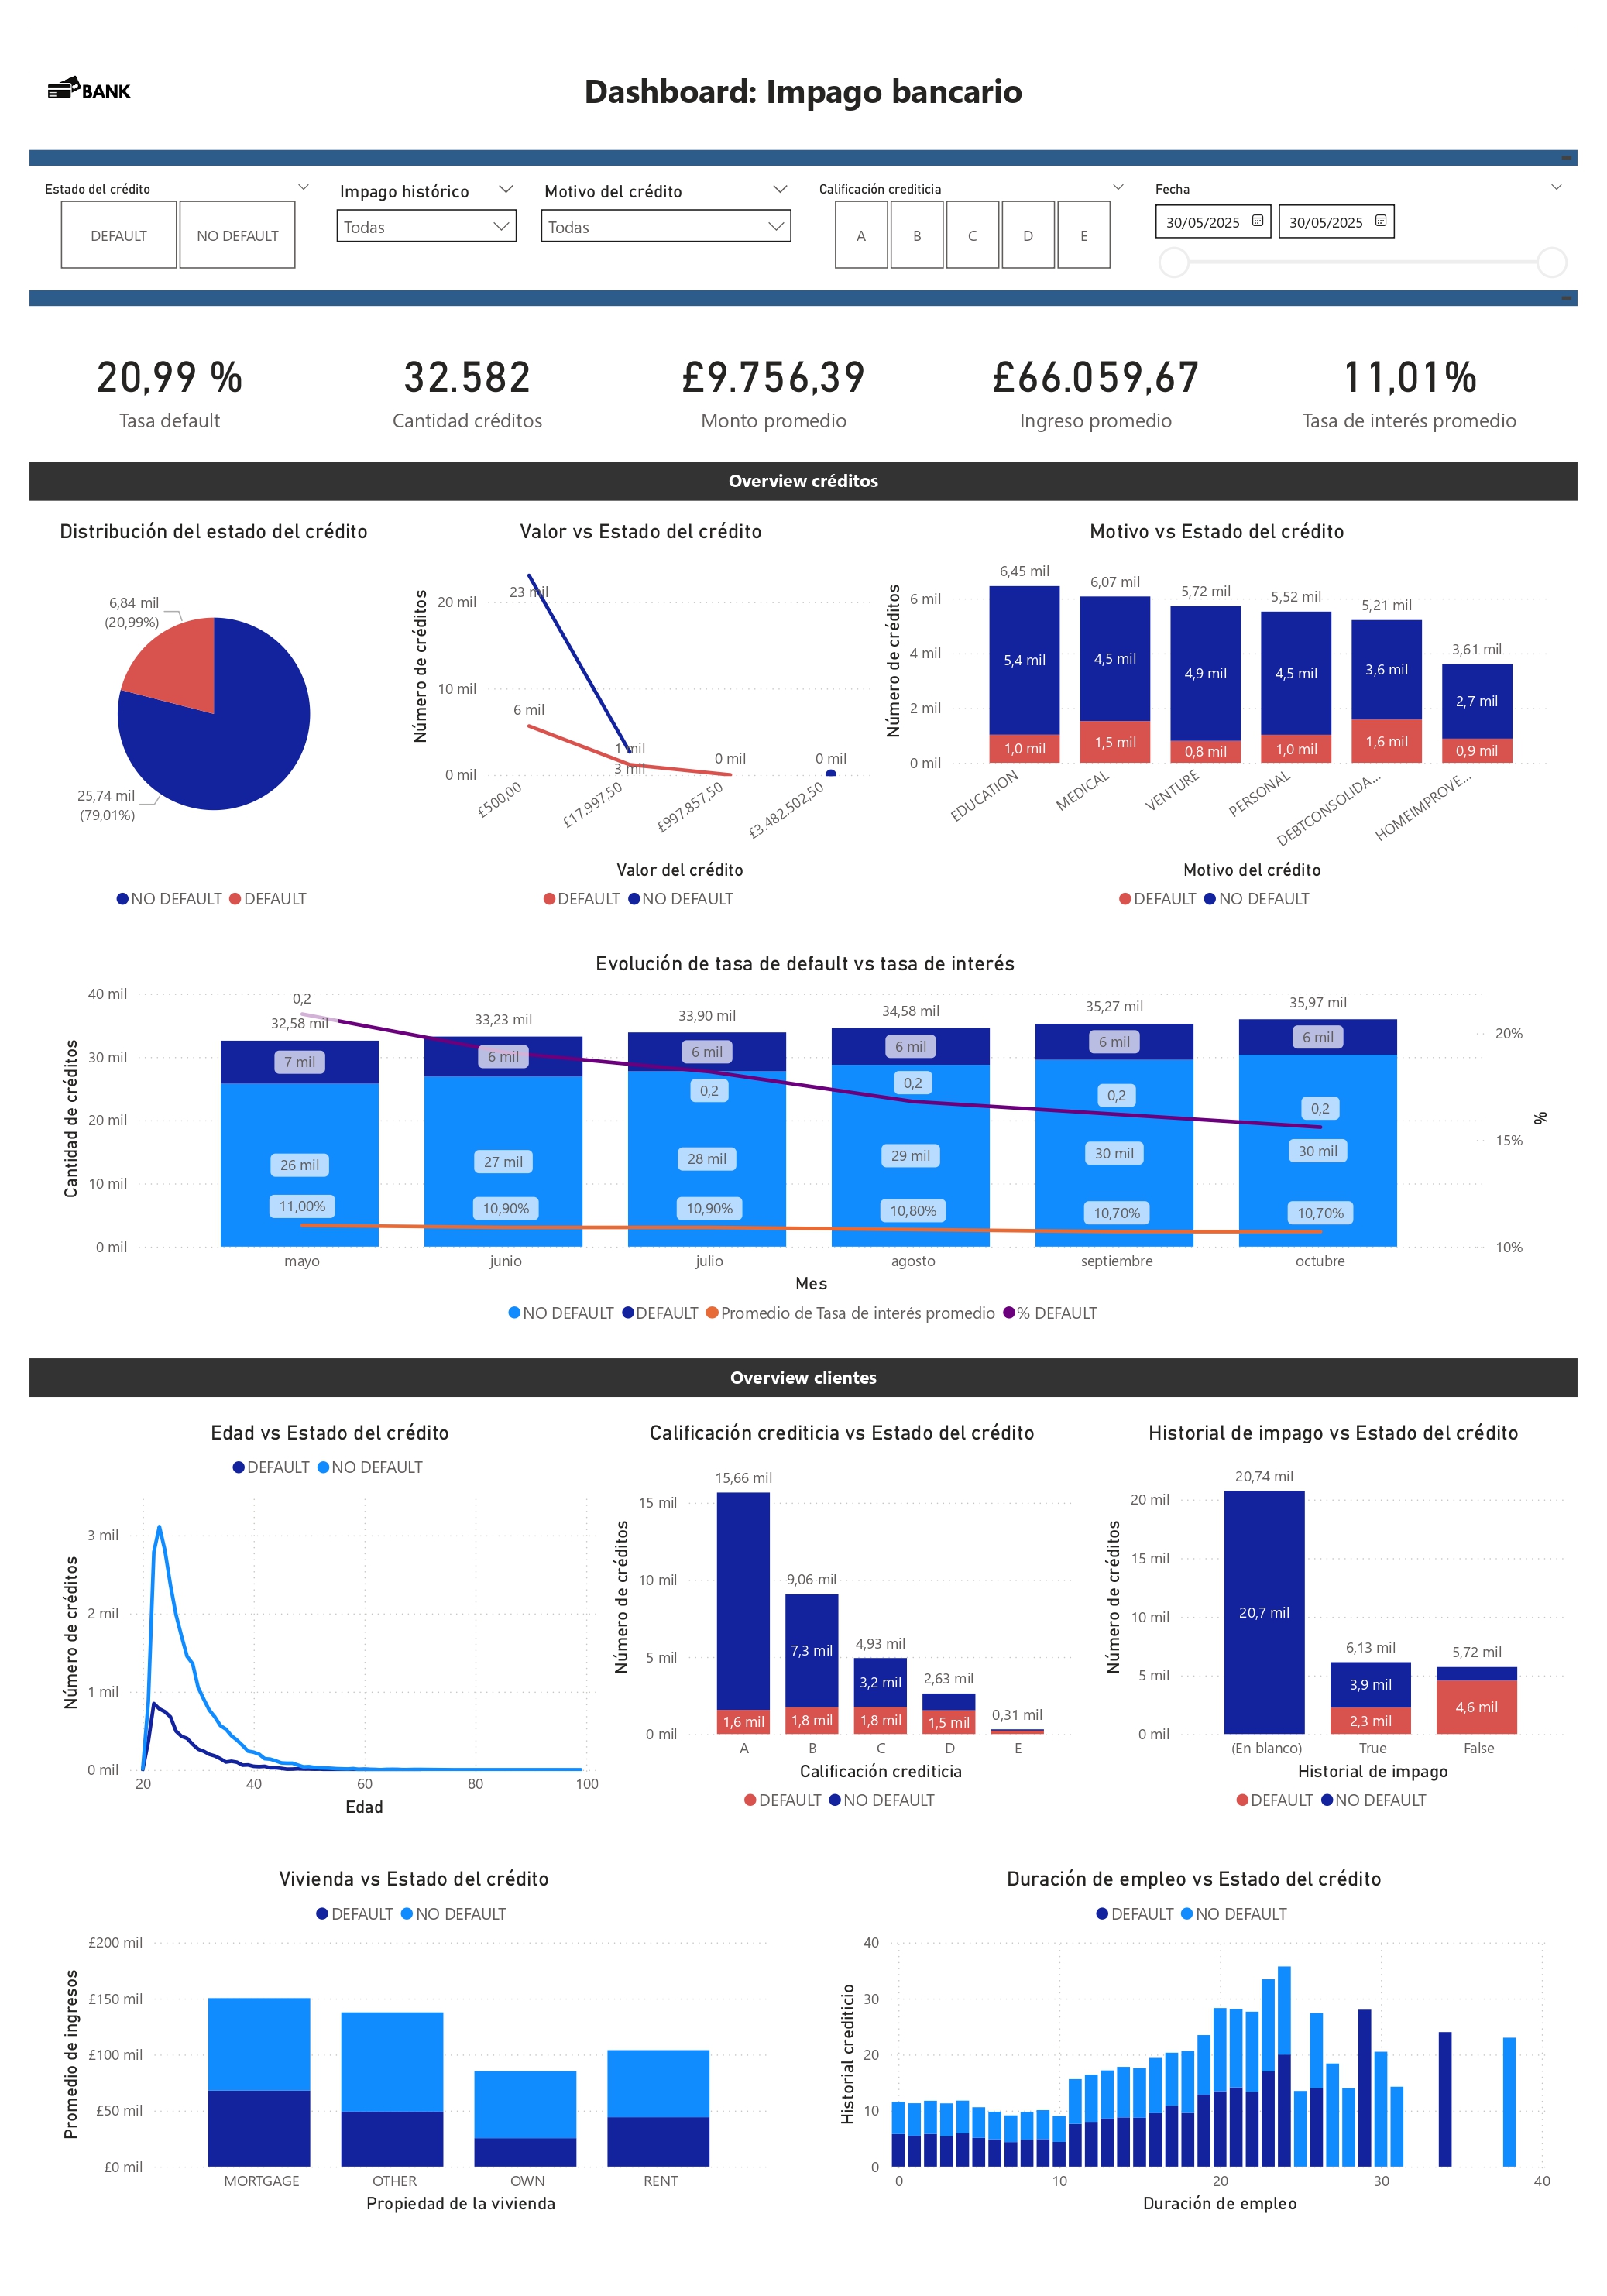 BANK
Dashboard: Impago bancario
Estado del crédito
DEFAULT
NO DEFAULT
Impago histórico
Todas
Motivo del crédito
Todas
Calificación crediticia
A
B
C
D
E
Fecha
30/05/2025
30/05/2025
20,99 %
Tasa default
32.582
Cantidad créditos
£9.756,39
Monto promedio
£66.059,67
Ingreso promedio
11,01%
Tasa de interés promedio
Overview créditos
Distribución del estado del crédito
6,84 mil
(20,99%)
25,74 mil
(79,01%)
NO DEFAULT DEFAULT
Valor vs Estado del crédito
Número de créditos
20 mil
10 mil
0 mil
23 mil
6 mil
1 mil
3 mil
0 mil
0 mil
£500,00
£17.997,50
£997.857,50
£3.482.502,50
Valor del crédito
DEFAULT NO DEFAULT
Motivo vs Estado del crédito
Número de créditos
6 mil
4 mil
2 mil
0 mil
6,45 mil
6,07 mil
5,72 mil
5,52 mil
5,21 mil
3,61 mil
5,4 mil
4,5 mil
4,9 mil
4,5 mil
3,6 mil
2,7 mil
1,0 mil
1,5 mil
0,8 mil
1,0 mil
1,6 mil
0,9 mil
EDUCATION
MEDICAL
VENTURE
PERSONAL
DEBTCONSOLIDA...
HOMEIMPROVE...
Motivo del crédito
DEFAULT NO DEFAULT
Evolución de tasa de default vs tasa de interés
Cantidad de créditos
40 mil
30 mil
20 mil
10 mil
0 mil
0,2
32,58 mil
33,23 mil
33,90 mil
34,58 mil
35,27 mil
35,97 mil
7 mil
6 mil
6 mil
6 mil
6 mil
6 mil
0,2
0,2
0,2
0,2
26 mil
27 mil
28 mil
29 mil
30 mil
30 mil
11,00%
10,90%
10,90%
10,80%
10,70%
10,70%
20%
15%
10%
%
mayo
junio
julio
agosto
septiembre
octubre
Mes
NO DEFAULT DEFAULT Promedio de Tasa de interés promedio % DEFAULT
Overview clientes
Edad vs Estado del crédito
DEFAULT NO DEFAULT
Número de créditos
3 mil
2 mil
1 mil
0 mil
20
40
60
80
100
Edad
Calificación crediticia vs Estado del crédito
Número de créditos
15 mil
10 mil
5 mil
0 mil
15,66 mil
9,06 mil
4,93 mil
2,63 mil
0,31 mil
7,3 mil
3,2 mil
1,6 mil
1,8 mil
1,8 mil
1,5 mil
A
B
C
D
E
Calificación crediticia
DEFAULT NO DEFAULT
Historial de impago vs Estado del crédito
Número de créditos
20 mil
15 mil
10 mil
5 mil
0 mil
20,74 mil
6,13 mil
5,72 mil
20,7 mil
3,9 mil
2,3 mil
4,6 mil
(En blanco)
True
False
Historial de impago
DEFAULT NO DEFAULT
Vivienda vs Estado del crédito
DEFAULT NO DEFAULT
Promedio de ingresos
£200 mil
£150 mil
£100 mil
£50 mil
£0 mil
MORTGAGE
OTHER
OWN
RENT
Propiedad de la vivienda
Duración de empleo vs Estado del crédito
DEFAULT NO DEFAULT
Historial crediticio
40
30
20
10
0
0
10
20
30
40
Duración de empleo